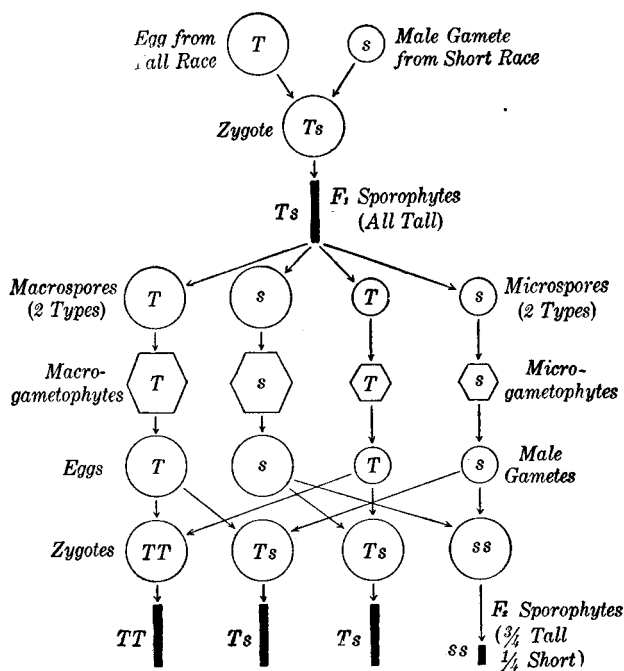 Egg from
Tall Race
T
s
Male Gamete
from Short Race
Zygote
Ts
Ts
F₁ Sporophytes
(All Tall)
Macrospores
(2 Types)
T
s
T
s
Microspores
(2 Types)
Macro-
gametophytes
T
s
T
s
Micro-
gametophytes
Eggs
T
s
T
s
Male
Gametes
Zygotes
TT
Ts
Ts
ss
TT
Ts
Ts
ss
F₂ Sporophytes
(¾ Tall
¼ Short)